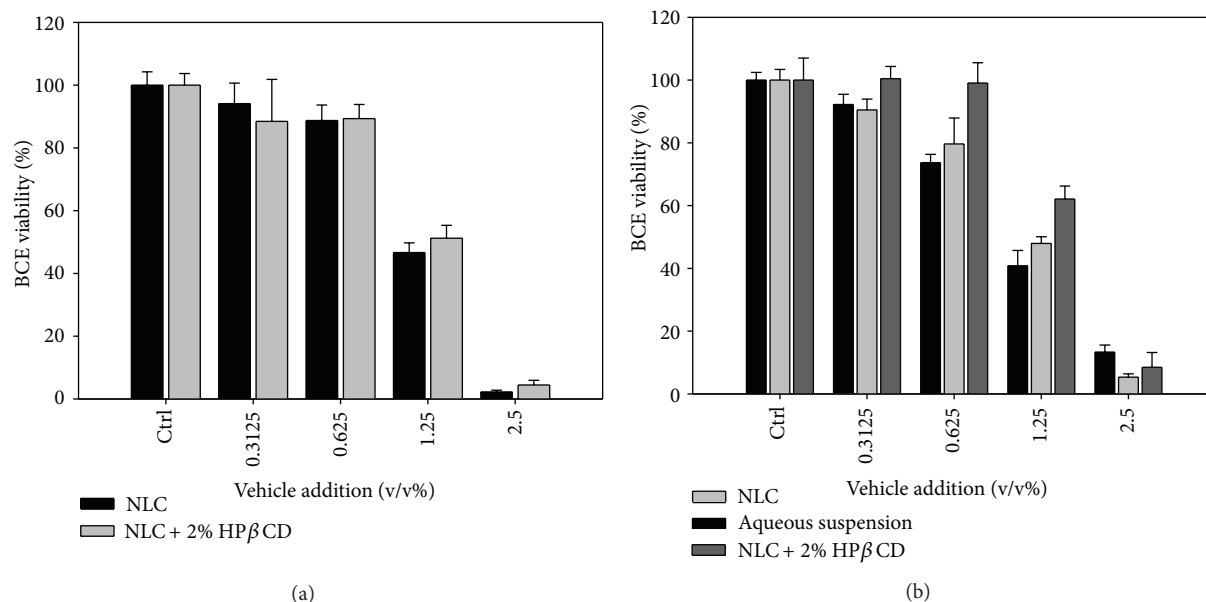 120
100
80
60
40
20
0
BCE viability (%)
Ctrl
0.3125
0.625
1.25
2.5
Vehicle addition (v/v%)
NLC
NLC + 2% HPβCD
(a)
120
100
80
60
40
20
0
BCE viability (%)
Ctrl
0.3125
0.625
1.25
2.5
Vehicle addition (v/v%)
NLC
Aqueous suspension
NLC + 2% HPβCD
(b)